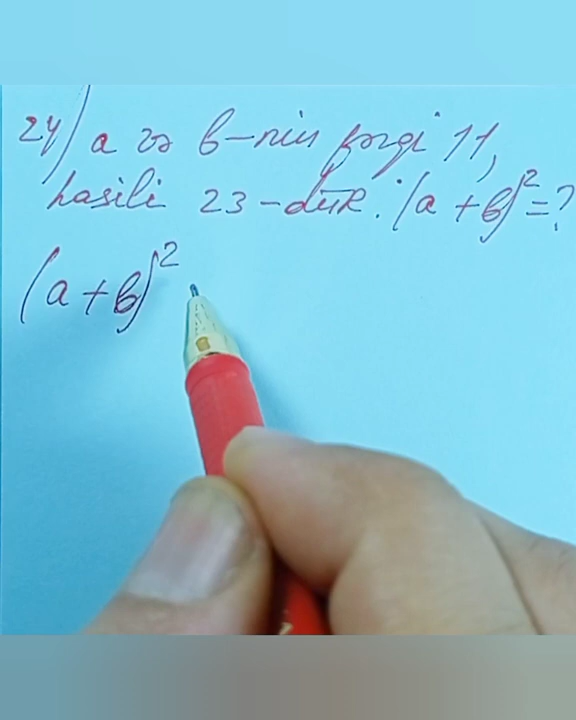 24) a və b-nin fərqi 11,
hasili 23-dür. (a + b)² = ?
(a + b)²